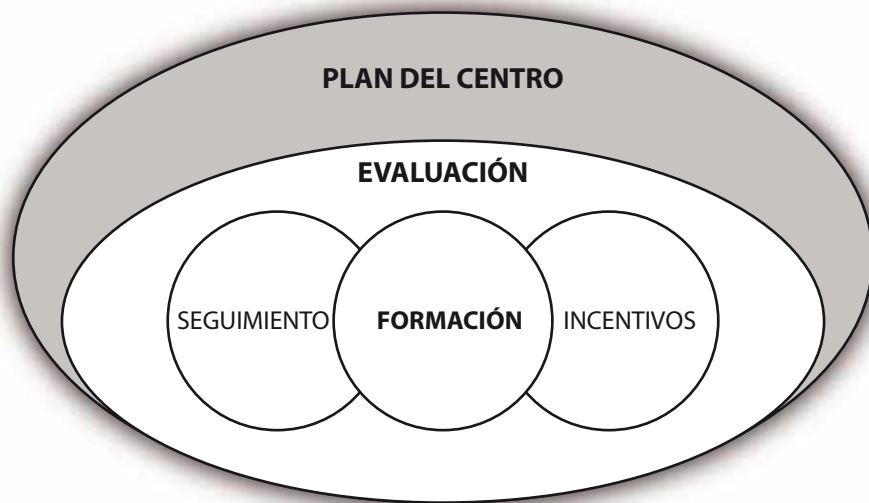 PLAN DEL CENTRO
EVALUACIÓN
SEGUIMIENTO
FORMACIÓN
INCENTIVOS